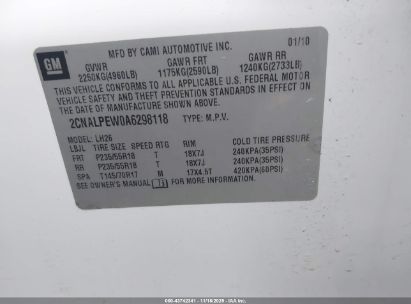 MFD BY CAMI AUTOMOTIVE INC. 01/10
GM
GVWR GAWR FRT GAWR RR
2250KG(4960LB) 1175KG(2590LB) 1240KG(2733LB)
THIS VEHICLE CONFORMS TO ALL APPLICABLE U.S. FEDERAL MOTOR
VEHICLE SAFETY AND THEFT PREVENTION STANDARDS IN EFFECT ON
THE DATE OF MANUFACTURE SHOWN ABOVE.
2CNALPEW0A6298118 TYPE: M.P.V.
MODEL: LH26
LBJL TIRE SIZE SPEED RTG RIM COLD TIRE PRESSURE
FRT P235/55R18 T 18X7J 240KPA(35PSI)
RR P235/55R18 T 18X7J 240KPA(35PSI)
SPA T145/70R17 M 17X4.5T 420KPA(60PSI)
SEE OWNER'S MANUAL FOR MORE INFORMATION.